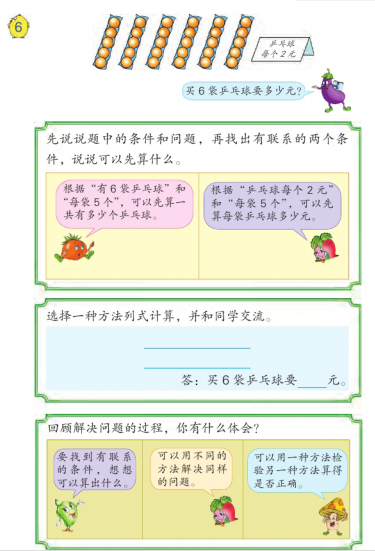 6
乒乓球
每个2元
买6袋乒乓球要多少元？
先说说题中的条件和问题，再找出有联系的两个条
件，说说可以先算什么。
根据“有6袋乒乓球”和
“每袋5个”，可以先算一
共有多少个乒乓球。
根据“乒乓球每个2元”
和“每袋5个”，可以先
算每袋乒乓球多少元。
选择一种方法列式计算，并和同学交流。
答：买6袋乒乓球要____元。
回顾解决问题的过程，你有什么体会？
要找到有联系
的条件，想想
可以算出什么。
可以用不同的
方法解决同样
的问题。
可以用一种方法检
验另一种方法算得
是否正确。